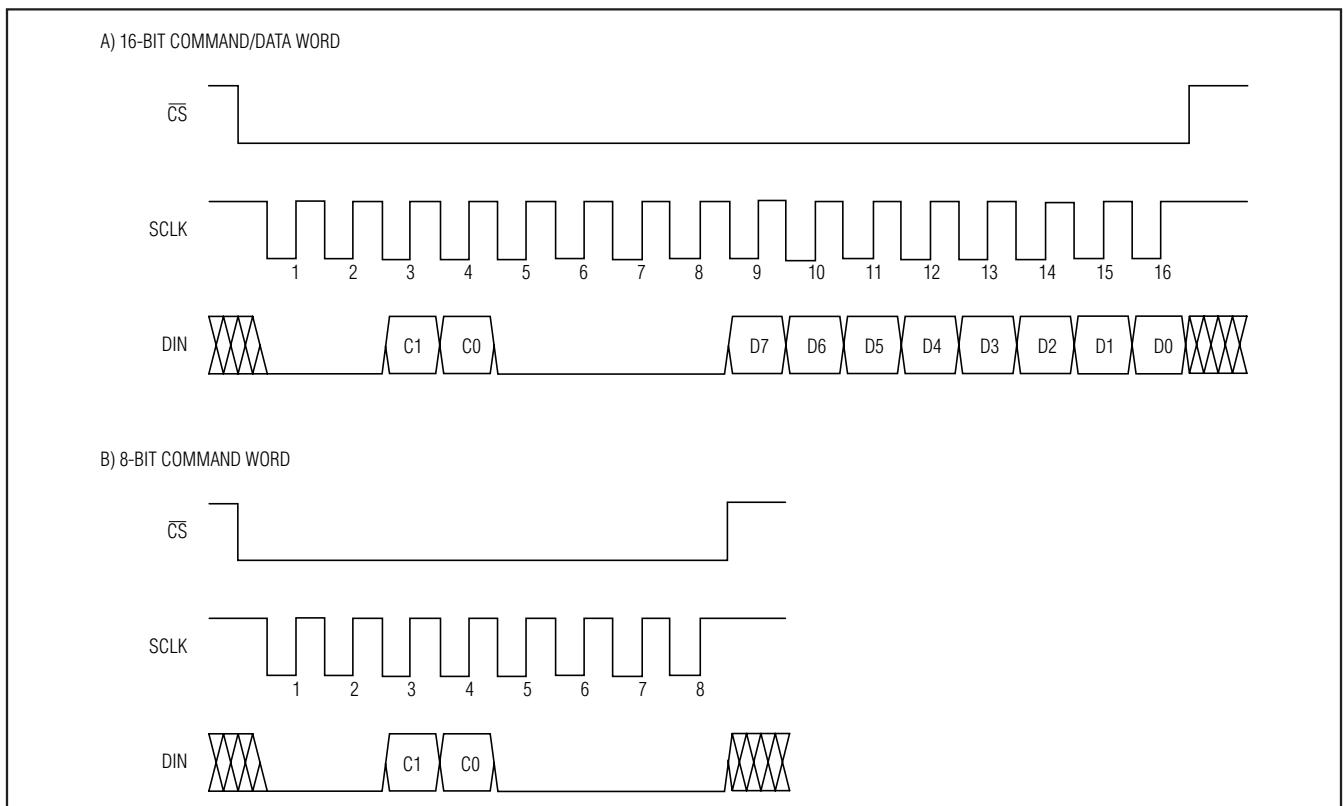 A) 16-BIT COMMAND/DATA WORD
C̅S̅
SCLK
1 2 3 4 5 6 7 8 9 10 11 12 13 14 15 16
DIN C1 C0 D7 D6 D5 D4 D3 D2 D1 D0
B) 8-BIT COMMAND WORD
C̅S̅
SCLK
1 2 3 4 5 6 7 8
DIN C1 C0